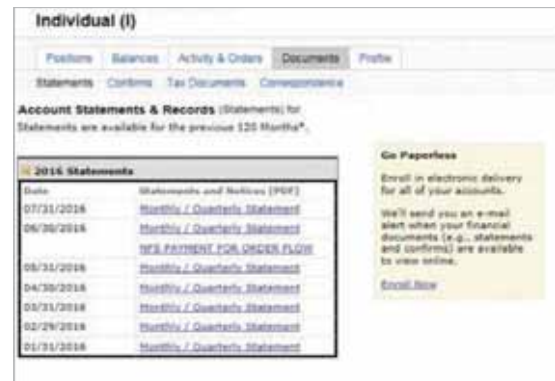 Individual (I)
Positions Balances Activity & Orders Documents Profile
Statements Confirms Tax Documents Correspondence
Account Statements & Records (Statements) for
Statements are available for the previous 120 Months*.
2016 Statements
Date Statements and Notices [PDF]
07/31/2016 Monthly / Quarterly Statement
06/30/2016 Monthly / Quarterly Statement
NFS PAYMENT FOR ORDER FLOW
05/31/2016 Monthly / Quarterly Statement
04/30/2016 Monthly / Quarterly Statement
03/31/2016 Monthly / Quarterly Statement
02/29/2016 Monthly / Quarterly Statement
01/31/2016 Monthly / Quarterly Statement
Go Paperless
Enroll in electronic delivery
for all of your accounts.
We'll send you an e-mail
alert when your financial
documents (e.g., statements
and confirms) are available
to view online.
Enroll Now